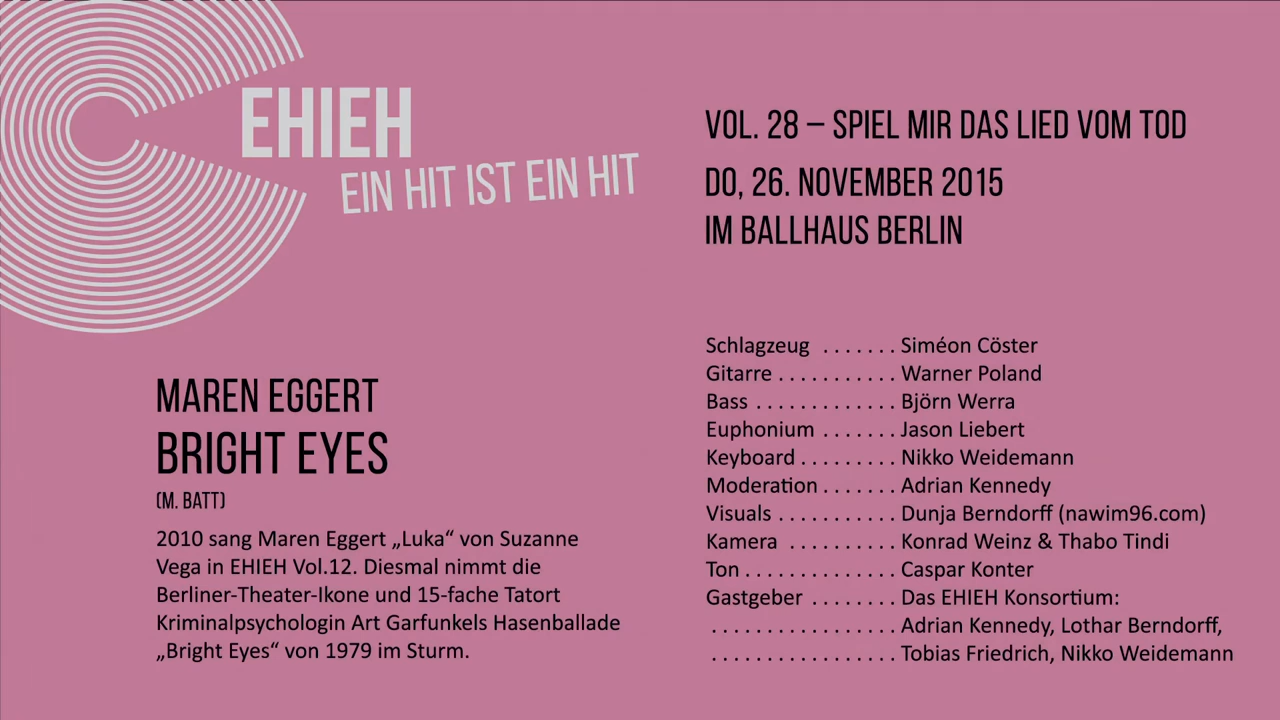 EHIEH
EIN HIT IST EIN HIT
VOL. 28 – SPIEL MIR DAS LIED VOM TOD
DO, 26. NOVEMBER 2015
IM BALLHAUS BERLIN
MAREN EGGERT
BRIGHT EYES
(M. BATT)
2010 sang Maren Eggert „Luka“ von Suzanne
Vega in EHIEH Vol.12. Diesmal nimmt die
Berliner-Theater-Ikone und 15-fache Tatort
Kriminalpsychologin Art Garfunkels Hasenballade
„Bright Eyes“ von 1979 im Sturm.
Schlagzeug . . . . . . . Siméon Cöster
Gitarre . . . . . . . . . . . Warner Poland
Bass . . . . . . . . . . . . . Björn Werra
Euphonium . . . . . . . Jason Liebert
Keyboard . . . . . . . . . Nikko Weidemann
Moderation . . . . . . . Adrian Kennedy
Visuals . . . . . . . . . . . Dunja Berndorff (nawim96.com)
Kamera . . . . . . . . . . Konrad Weinz & Thabo Tindi
Ton . . . . . . . . . . . . . . Caspar Konter
Gastgeber . . . . . . . . Das EHIEH Konsortium:
. . . . . . . . . . . . . . . . . Adrian Kennedy, Lothar Berndorff,
. . . . . . . . . . . . . . . . . Tobias Friedrich, Nikko Weidemann